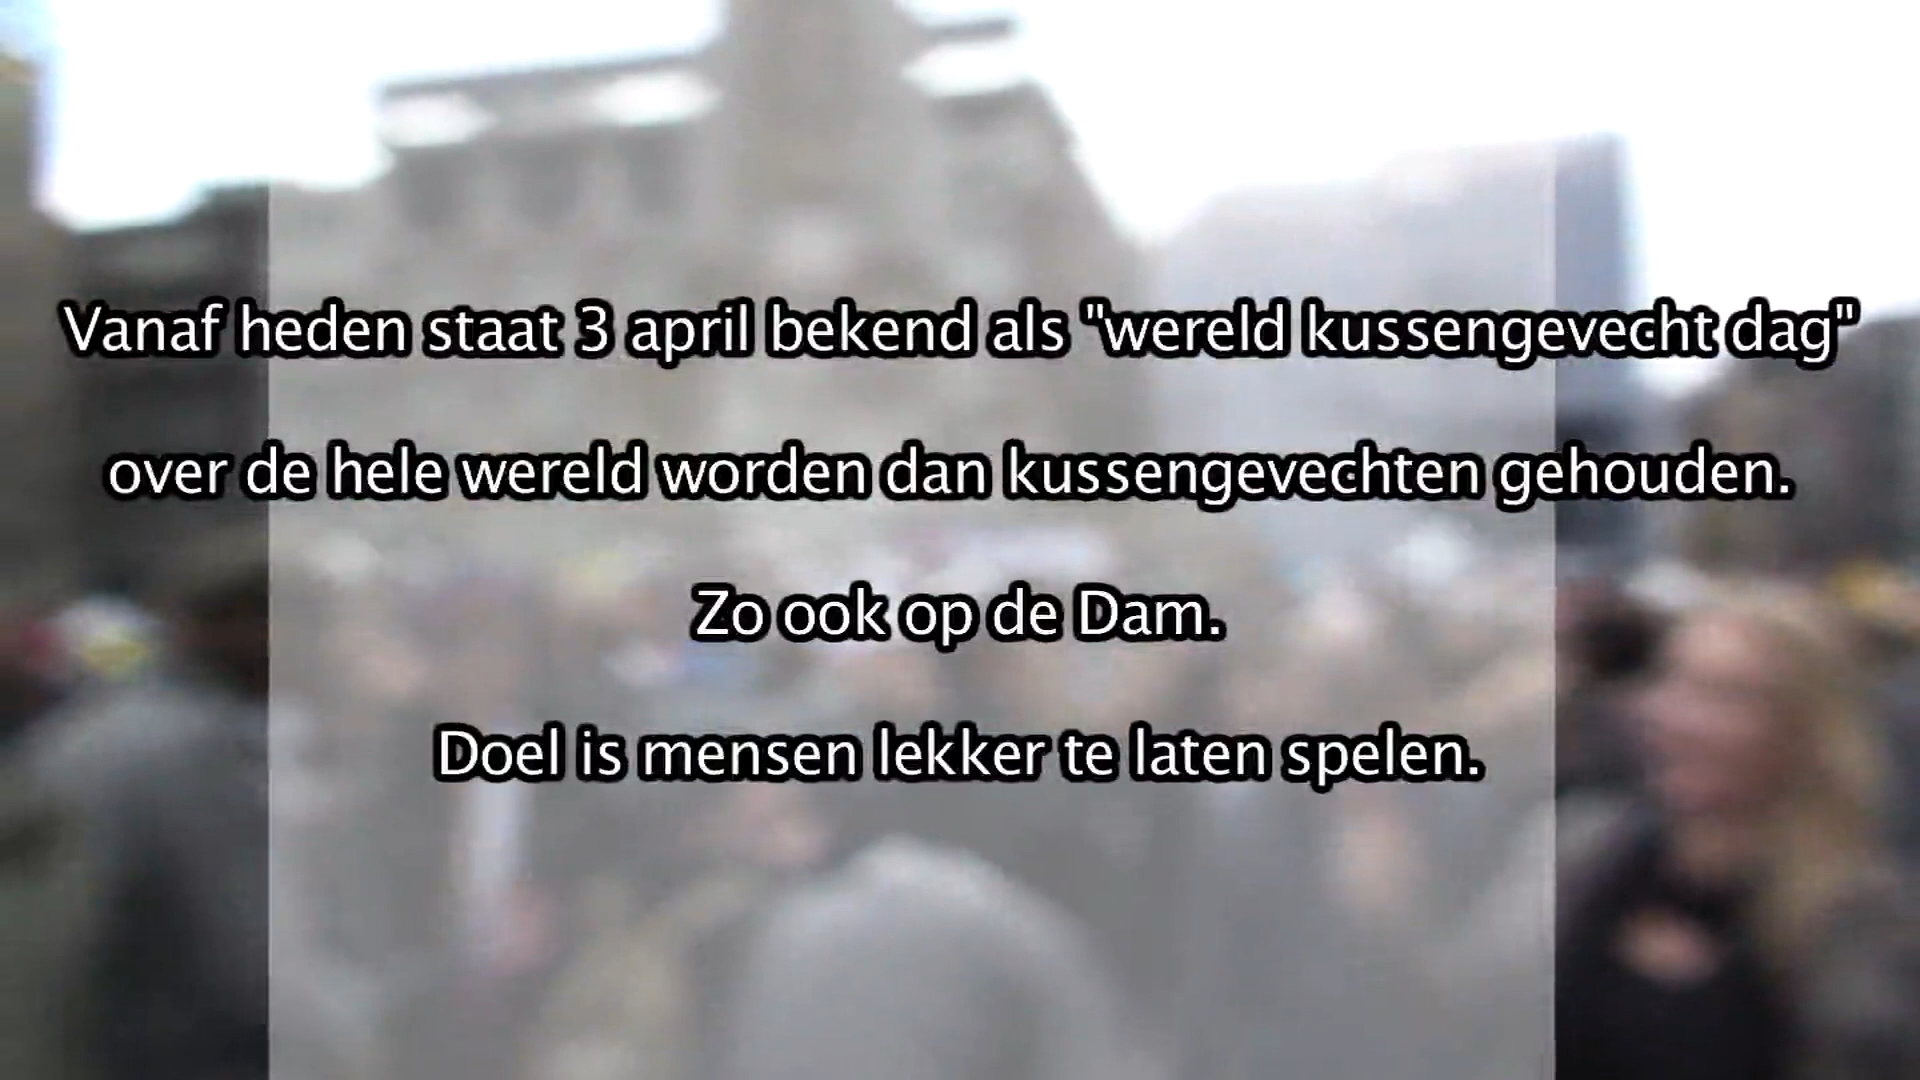 Vanaf heden staat 3 april bekend als "wereld kussengevecht dag"
over de hele wereld worden dan kussengevechten gehouden.
Zo ook op de Dam.
Doel is mensen lekker te laten spelen.